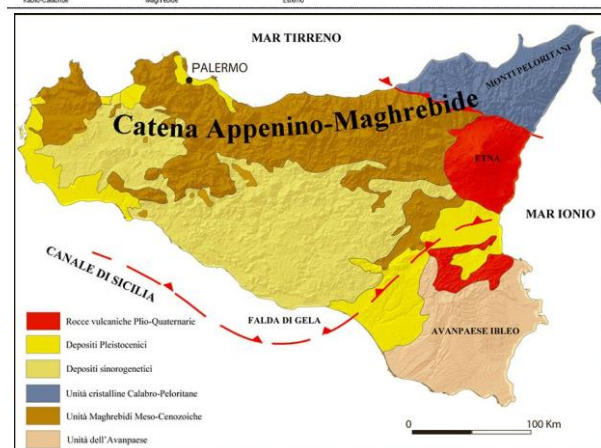 Maghrebide
Esterno
MAR TIRRENO
PALERMO
MONTI PELORITANI
Catena Appenino-Maghrebide
ETNA
MAR IONIO
CANALE DI SICILIA
FALDA DI GELA
AVANPAESE IBLEO
Rocce vulcaniche Plio-Quaternarie
Depositi Pleistocenici
Depositi sinorogenetici
Unità cristalline Calabro-Peloritane
Unità Maghrebidi Meso-Cenozoiche
Unità dell'Avanpaese
0 100 Km